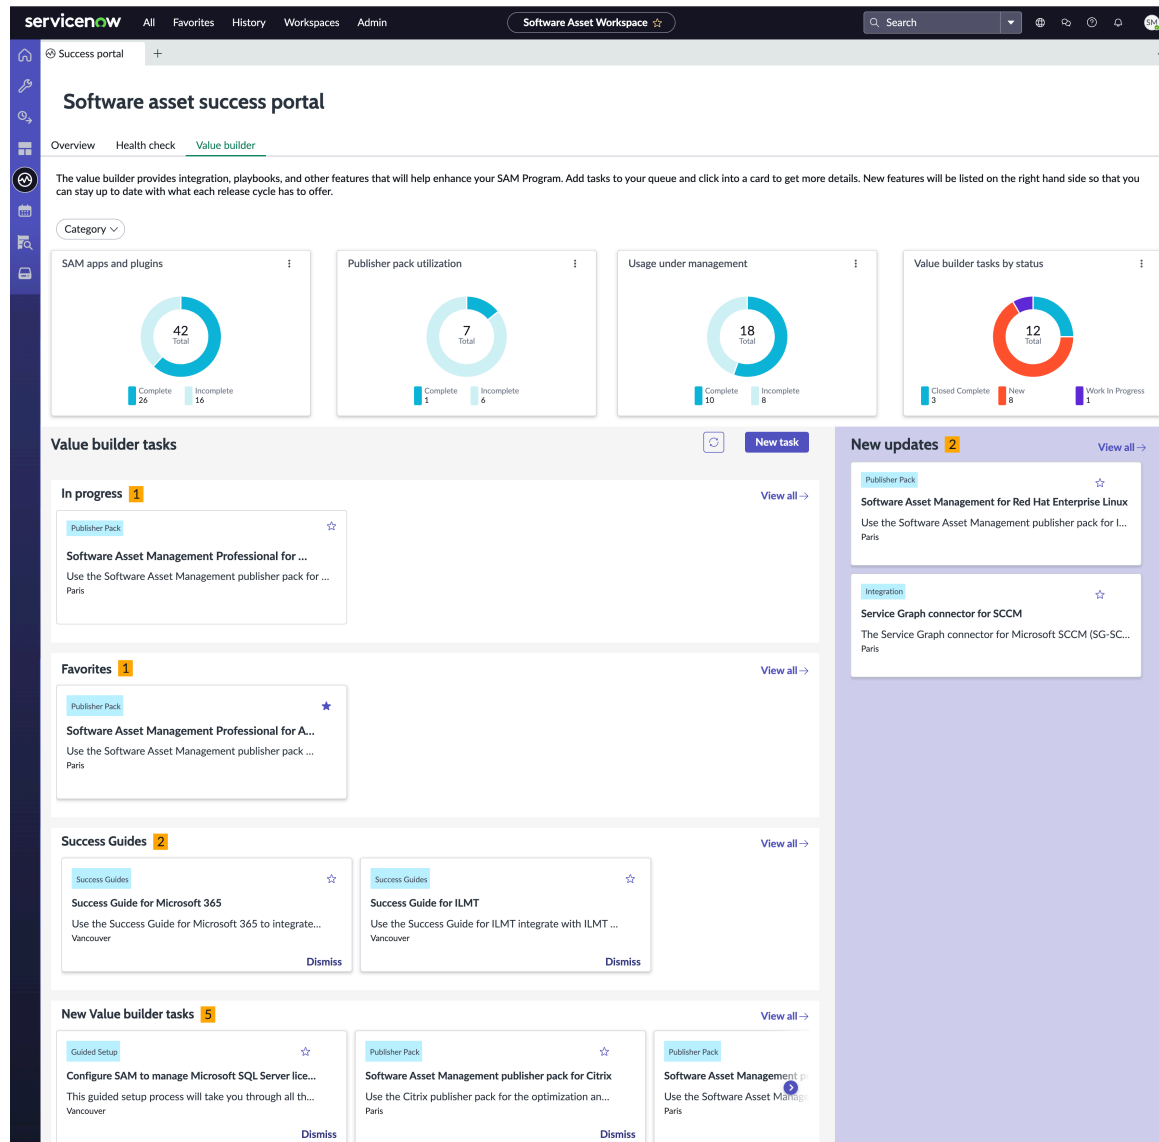 servicenow All Favorites History Workspaces Admin Software Asset Workspace Search SM
Success portal
Software asset success portal
Overview Health check Value builder
The value builder provides integration, playbooks, and other features that will help enhance your SAM Program. Add tasks to your queue and click into a card to get more details. New features will be listed on the right hand side so that you
can stay up to date with what each release cycle has to offer.
Category
SAM apps and plugins
42
Total
Complete
26
Incomplete
16
Publisher pack utilization
7
Total
Complete
1
Incomplete
6
Usage under management
18
Total
Complete
10
Incomplete
8
Value builder tasks by status
12
Total
Closed Complete
3
New
8
Work In Progress
1
Value builder tasks
New task
In progress 1
View all
Publisher Pack
Software Asset Management Professional for ...
Use the Software Asset Management publisher pack for ...
Paris
Favorites 1
View all
Publisher Pack
Software Asset Management Professional for A...
Use the Software Asset Management publisher pack ...
Paris
Success Guides 2
View all
Success Guides
Success Guide for Microsoft 365
Use the Success Guide for Microsoft 365 to integrate...
Vancouver
Dismiss
Success Guides
Success Guide for ILMT
Use the Success Guide for ILMT integrate with ILMT ...
Vancouver
Dismiss
New Value builder tasks 5
View all
Guided Setup
Configure SAM to manage Microsoft SQL Server lice...
This guided setup process will take you through all th...
Vancouver
Dismiss
Publisher Pack
Software Asset Management publisher pack for Citrix
Use the Citrix publisher pack for the optimization an...
Paris
Dismiss
Publisher Pack
Software Asset Management p
Use the Software Asset Manage
Paris
New updates 2
View all
Publisher Pack
Software Asset Management for Red Hat Enterprise Linux
Use the Software Asset Management publisher pack for I...
Paris
Integration
Service Graph connector for SCCM
The Service Graph connector for Microsoft SCCM (SG-SC...
Paris